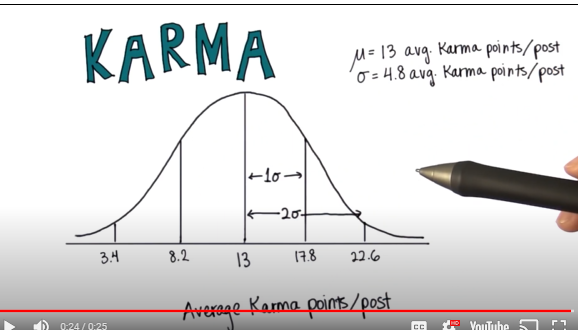 KARMA
μ = 13 avg. Karma points/post
σ = 4.8 avg. Karma points/post
←1σ→
←2σ→
3.4 8.2 13 17.8 22.6
Average Karma points/post
0:24 / 0:25 CC HD YouTube